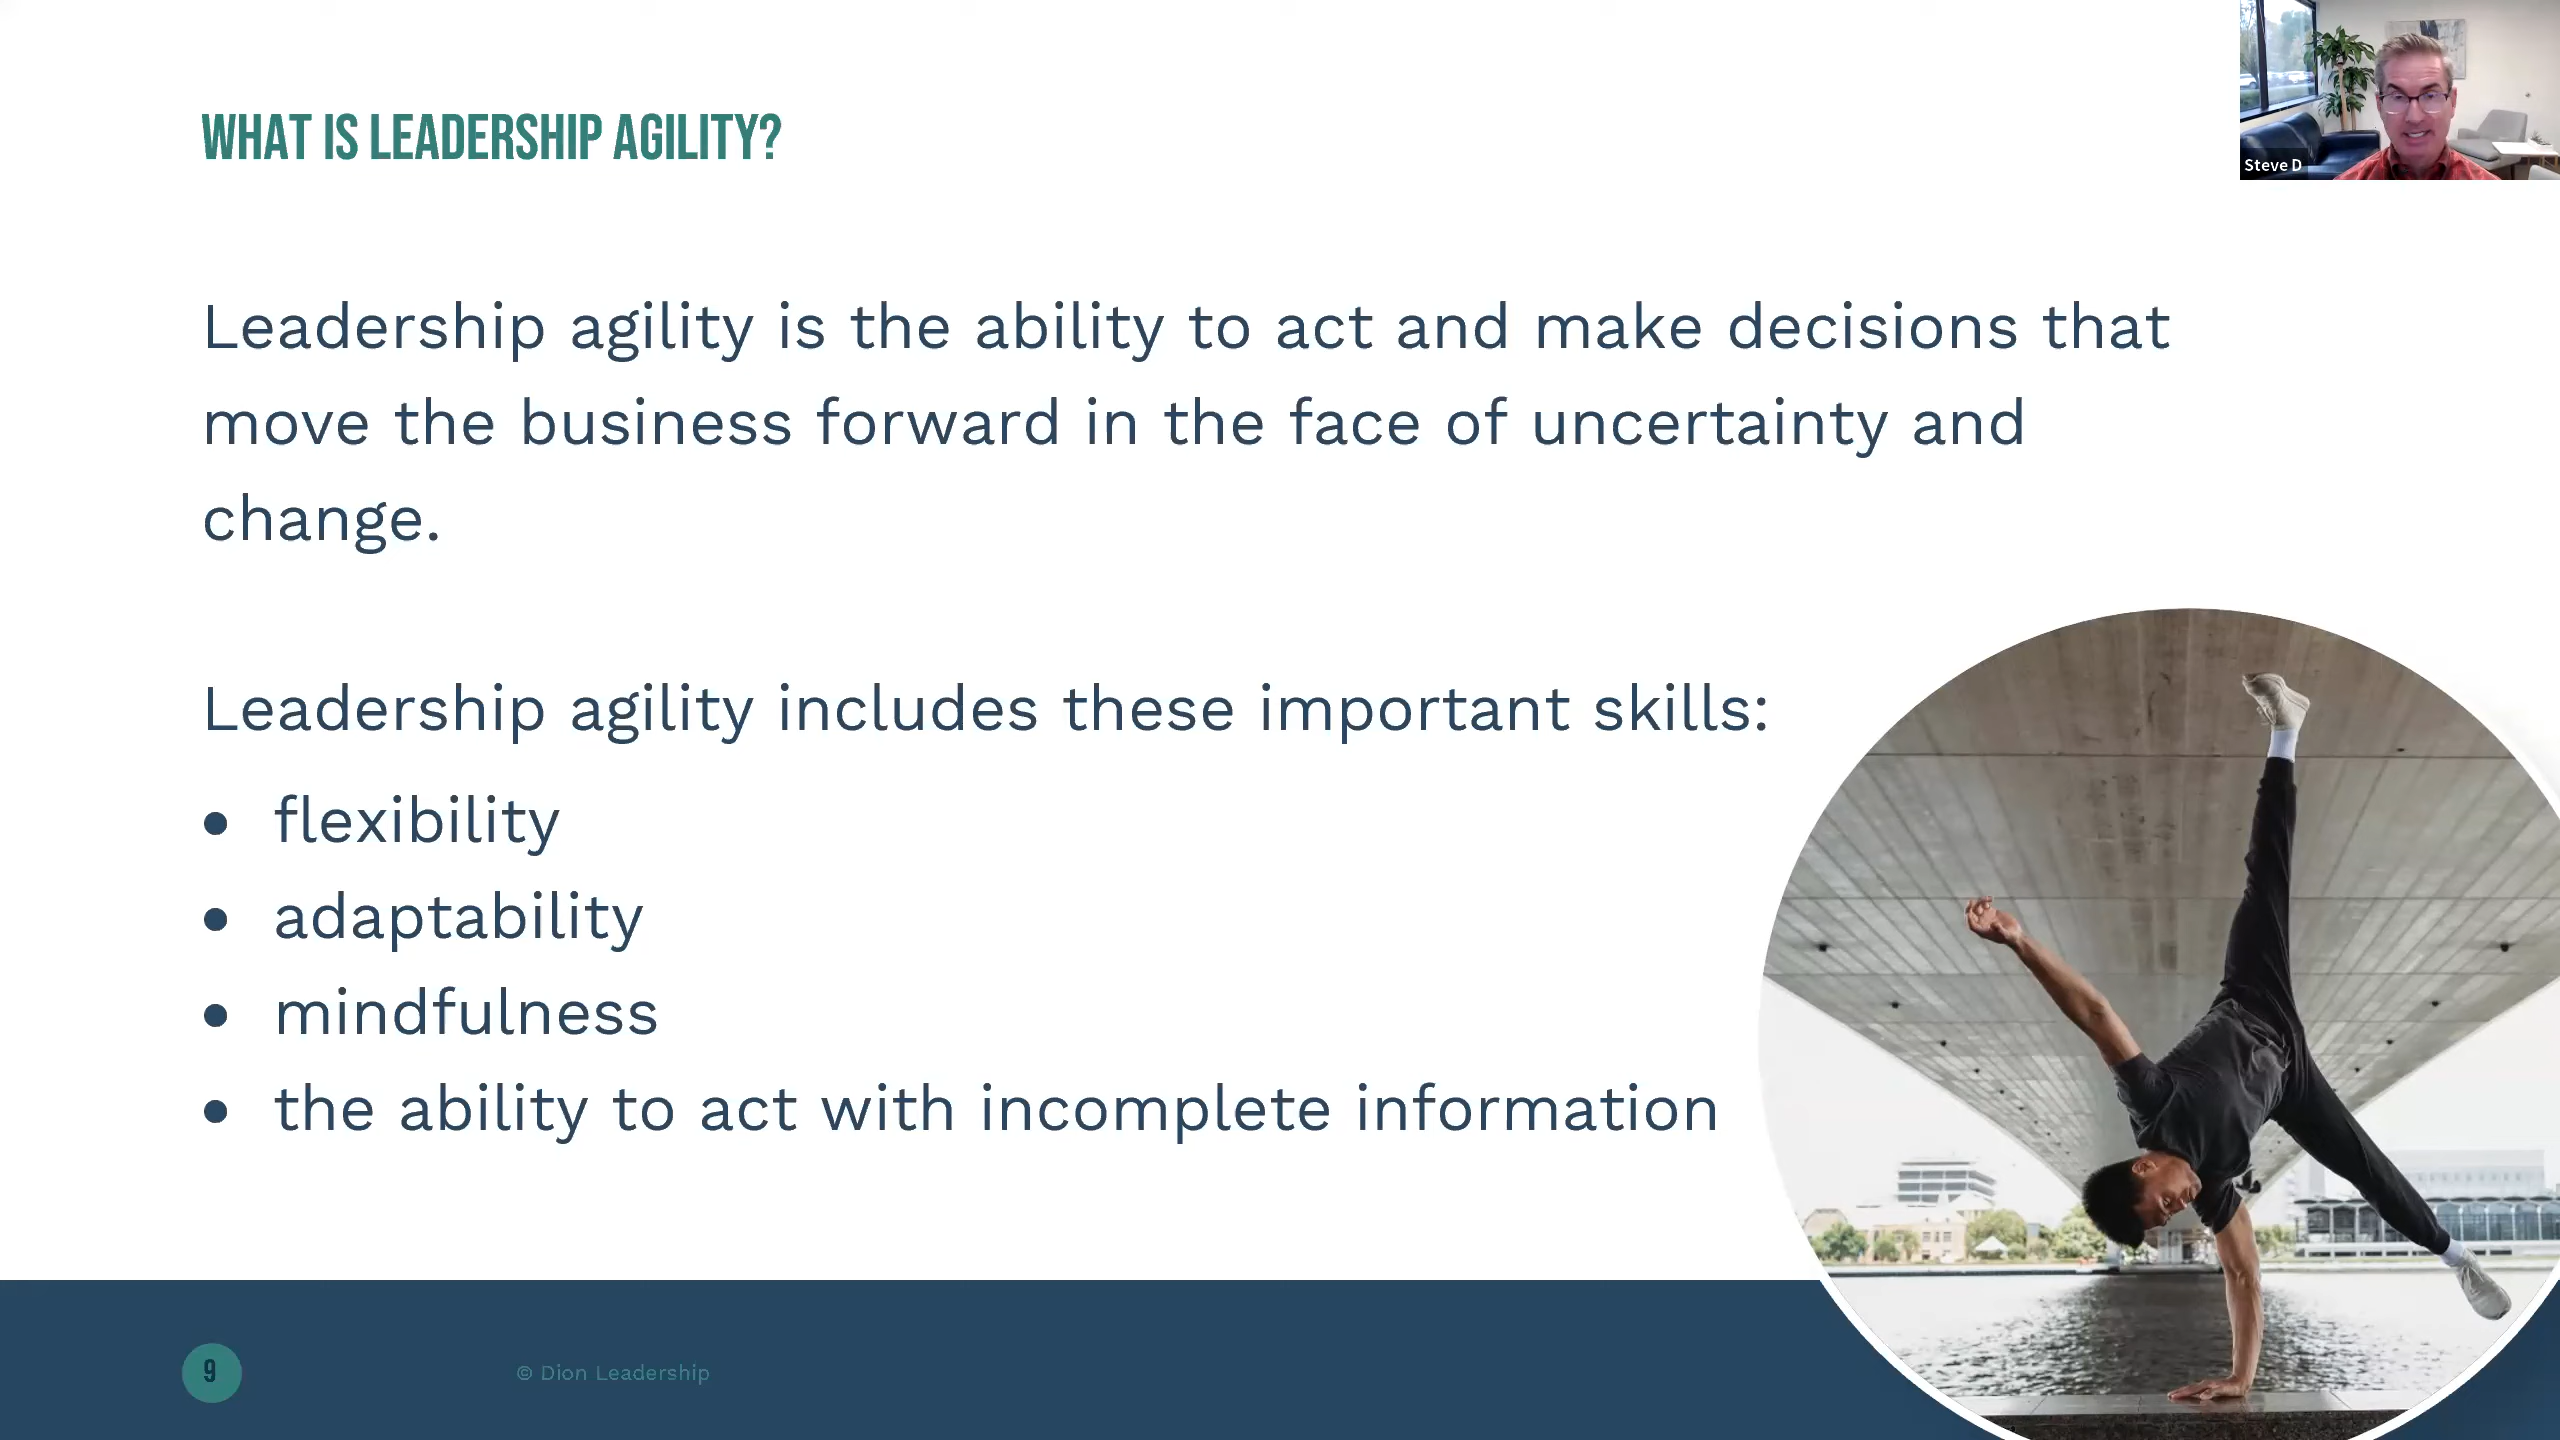 WHAT IS LEADERSHIP AGILITY?
Steve D
Leadership agility is the ability to act and make decisions that
move the business forward in the face of uncertainty and
change.
Leadership agility includes these important skills:
• flexibility
• adaptability
• mindfulness
• the ability to act with incomplete information
9
© Dion Leadership